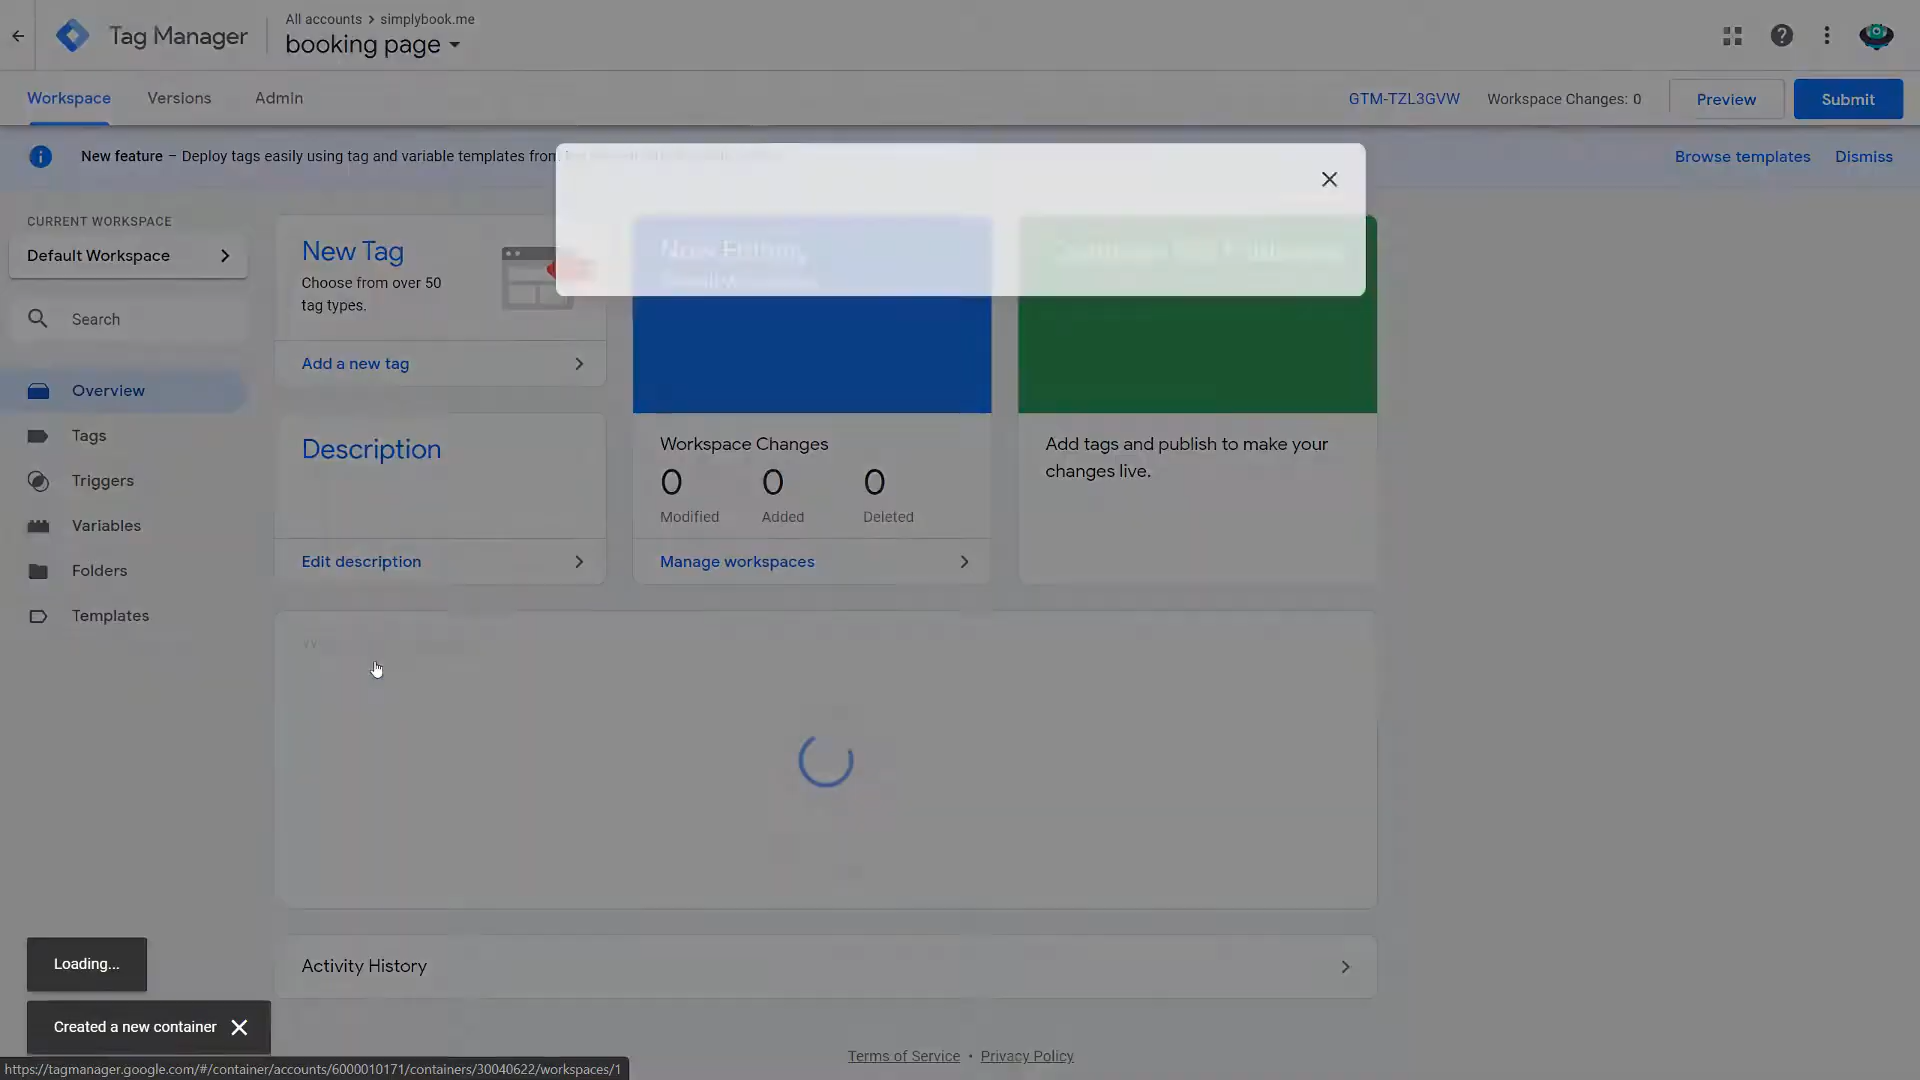 All accounts > simplybook.me
Tag Manager
booking page
Workspace
Versions
Admin
GTM-TZL3GVW
Workspace Changes: 0
Preview
Submit
New feature – Deploy tags easily using tag and variable templates from
Browse templates
Dismiss
CURRENT WORKSPACE
Default Workspace
Search
Overview
Tags
Triggers
Variables
Folders
Templates
New Tag
Choose from over 50
tag types.
Add a new tag
Description
Edit description
Now Editing
Workspace Changes
0 0 0
Modified Added Deleted
Manage workspaces
Add tags and publish to make your
changes live.
Activity History
Loading...
Created a new container
Terms of Service • Privacy Policy
https://tagmanager.google.com/#/container/accounts/6000010171/containers/30040622/workspaces/1